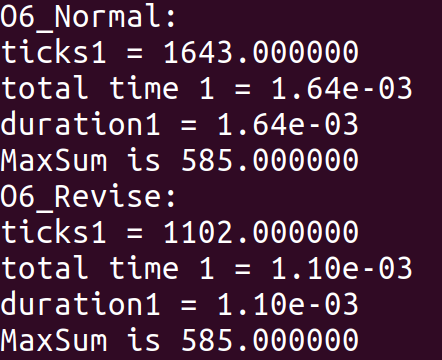 O6_Normal:
ticks1 = 1643.000000
total time 1 = 1.64e-03
duration1 = 1.64e-03
MaxSum is 585.000000
O6_Revise:
ticks1 = 1102.000000
total time 1 = 1.10e-03
duration1 = 1.10e-03
MaxSum is 585.000000